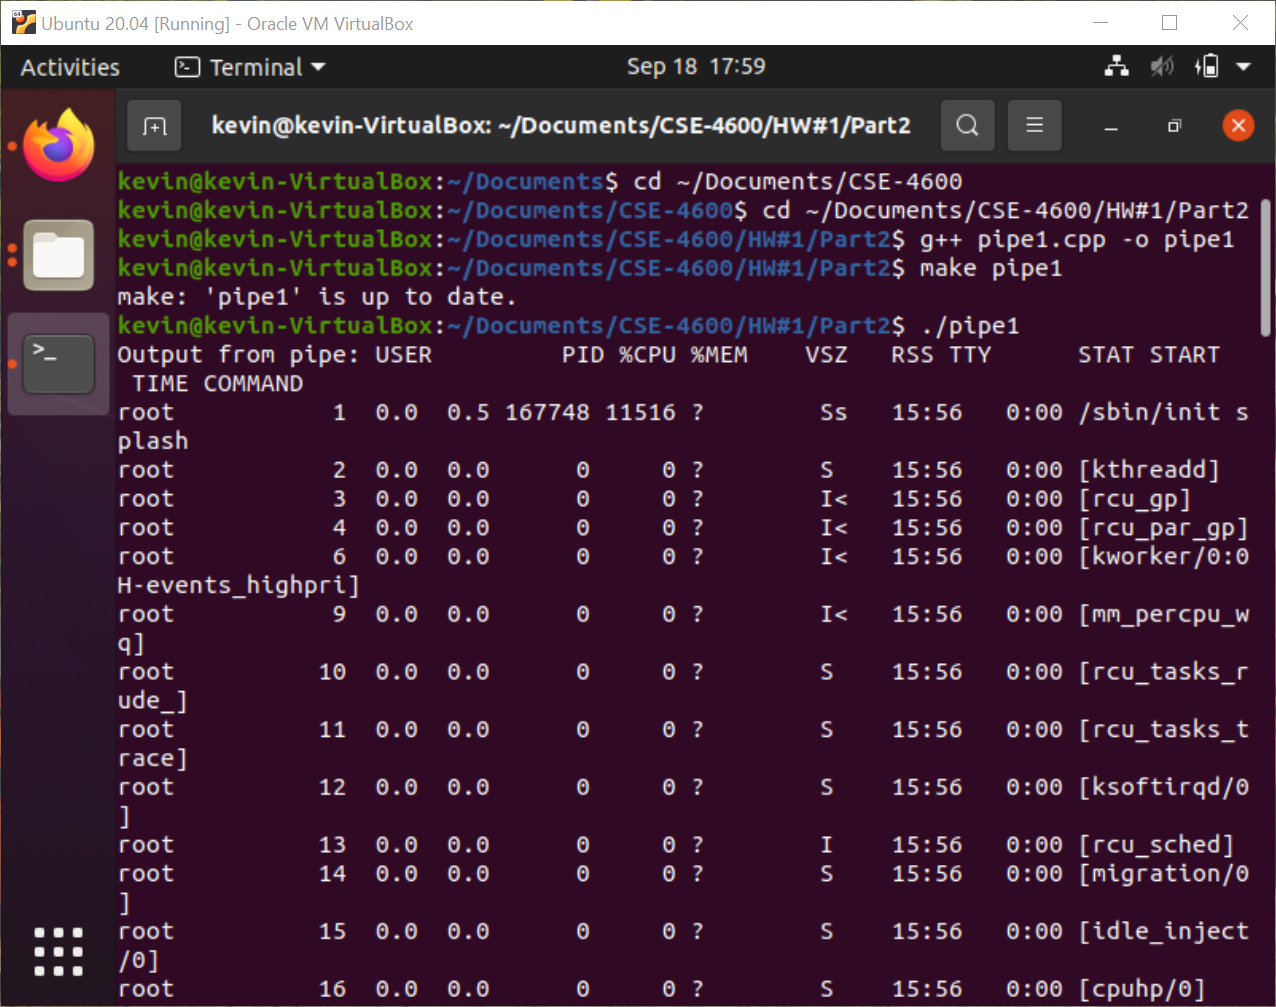 Ubuntu 20.04 [Running] - Oracle VM VirtualBox
Activities Terminal Sep 18 17:59
kevin@kevin-VirtualBox: ~/Documents/CSE-4600/HW#1/Part2
kevin@kevin-VirtualBox:~/Documents$ cd ~/Documents/CSE-4600
kevin@kevin-VirtualBox:~/Documents/CSE-4600$ cd ~/Documents/CSE-4600/HW#1/Part2
kevin@kevin-VirtualBox:~/Documents/CSE-4600/HW#1/Part2$ g++ pipe1.cpp -o pipe1
kevin@kevin-VirtualBox:~/Documents/CSE-4600/HW#1/Part2$ make pipe1
make: 'pipe1' is up to date.
kevin@kevin-VirtualBox:~/Documents/CSE-4600/HW#1/Part2$ ./pipe1
Output from pipe: USER         PID %CPU %MEM    VSZ   RSS TTY      STAT START
 TIME COMMAND
root           1  0.0  0.5 167748 11516 ?        Ss   15:56   0:00 /sbin/init s
plash
root           2  0.0  0.0      0     0 ?        S    15:56   0:00 [kthreadd]
root           3  0.0  0.0      0     0 ?        I<   15:56   0:00 [rcu_gp]
root           4  0.0  0.0      0     0 ?        I<   15:56   0:00 [rcu_par_gp]
root           6  0.0  0.0      0     0 ?        I<   15:56   0:00 [kworker/0:0
H-events_highpri]
root           9  0.0  0.0      0     0 ?        I<   15:56   0:00 [mm_percpu_w
q]
root          10  0.0  0.0      0     0 ?        S    15:56   0:00 [rcu_tasks_r
ude_]
root          11  0.0  0.0      0     0 ?        S    15:56   0:00 [rcu_tasks_t
race]
root          12  0.0  0.0      0     0 ?        S    15:56   0:00 [ksoftirqd/0
]
root          13  0.0  0.0      0     0 ?        I    15:56   0:00 [rcu_sched]
root          14  0.0  0.0      0     0 ?        S    15:56   0:00 [migration/0
]
root          15  0.0  0.0      0     0 ?        S    15:56   0:00 [idle_inject
/0]
root          16  0.0  0.0      0     0 ?        S    15:56   0:00 [cpuhp/0]